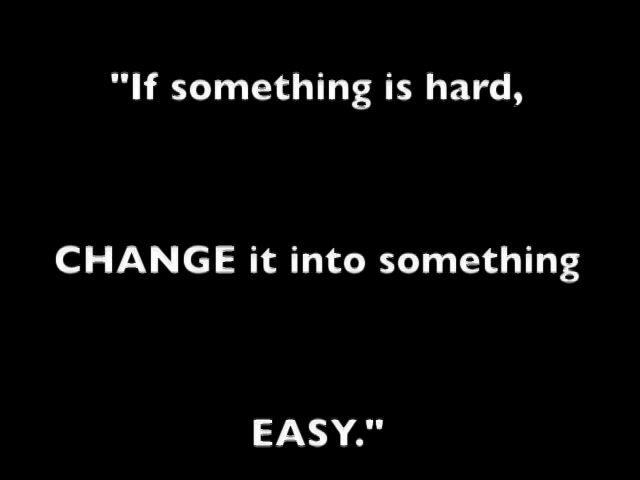 "If something is hard,
CHANGE it into something
EASY."